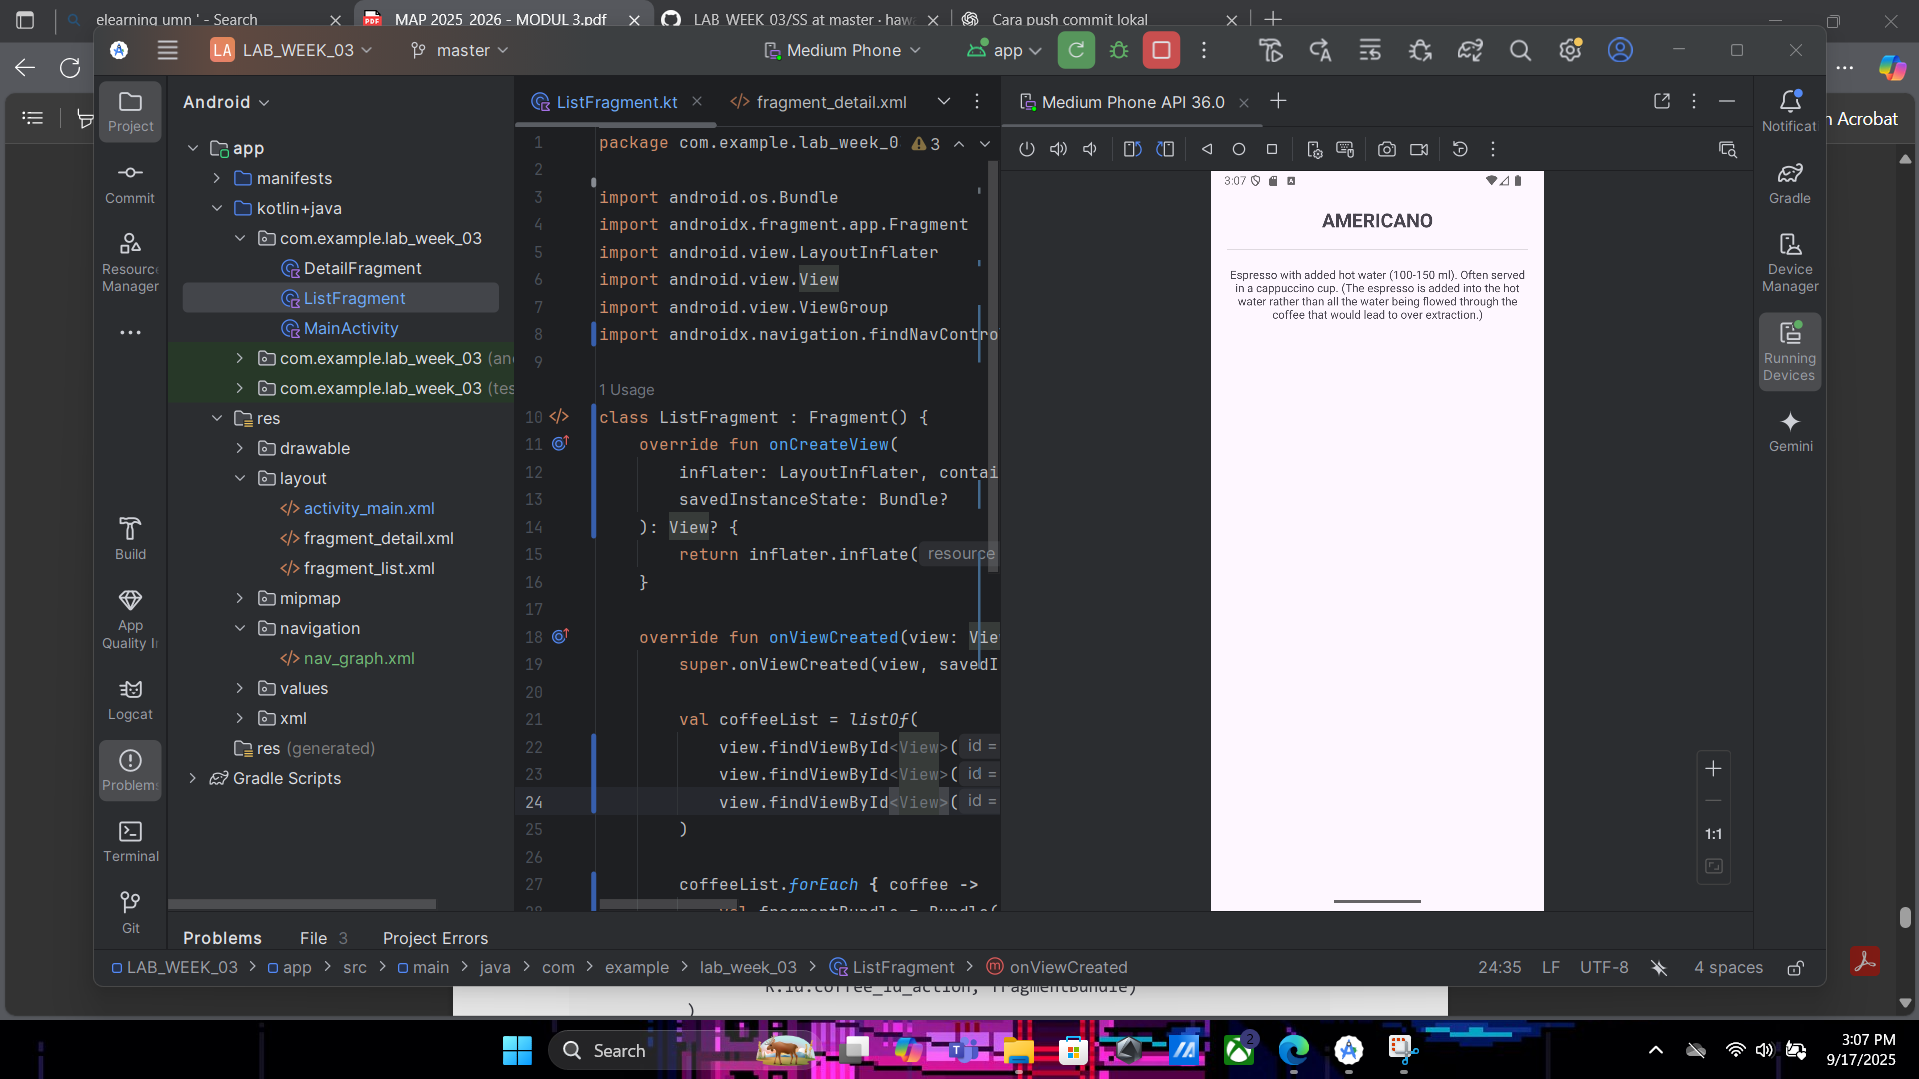 elearning umn ' - Search
MAP 2025_2026 - MODUL 3.pdf
LAB_WEEK_03/SS at master · haw
Cara push commit lokal
LA LAB_WEEK_03
master
Medium Phone
app
Acrobat
Project
Commit
Resource
Manager
Build
App
Quality
Logcat
Problems
Terminal
Git
Android
app
manifests
kotlin+java
com.example.lab_week_03
DetailFragment
ListFragment
MainActivity
com.example.lab_week_03 (an
com.example.lab_week_03 (tes
res
drawable
layout
activity_main.xml
fragment_detail.xml
fragment_list.xml
mipmap
navigation
nav_graph.xml
values
xml
res (generated)
Gradle Scripts
ListFragment.kt
fragment_detail.xml
1 package com.example.lab_week_0 3
2
3 import android.os.Bundle
4 import androidx.fragment.app.Fragment
5 import android.view.LayoutInflater
6 import android.view.View
7 import android.view.ViewGroup
8 import androidx.navigation.findNavContro
9
1 Usage
10 class ListFragment : Fragment() {
11 override fun onCreateView(
12 inflater: LayoutInflater, contai
13 savedInstanceState: Bundle?
14 ): View? {
15 return inflater.inflate( resource
16 }
17
18 override fun onViewCreated(view: Vie
19 super.onViewCreated(view, savedI
20
21 val coffeeList = listOf(
22 view.findViewById<View>( id =
23 view.findViewById<View>( id =
24 view.findViewById<View>( id =
25 )
26
27 coffeeList.forEach { coffee ->
28 val fragmentBundle = Bundle(
Medium Phone API 36.0
3:07
AMERICANO
Espresso with added hot water (100-150 ml). Often served
in a cappuccino cup. (The espresso is added into the hot
water rather than all the water being flowed through the
coffee that would lead to over extraction.)
1:1
Notificat
Gradle
Device
Manager
Running
Devices
Gemini
Problems File 3 Project Errors
LAB_WEEK_03 > app > src > main > java > com > example > lab_week_03 > ListFragment > onViewCreated
24:35 LF UTF-8 4 spaces
R.id.coffee_id_action, fragmentBundle)
)
Search
2
3:07 PM
9/17/2025